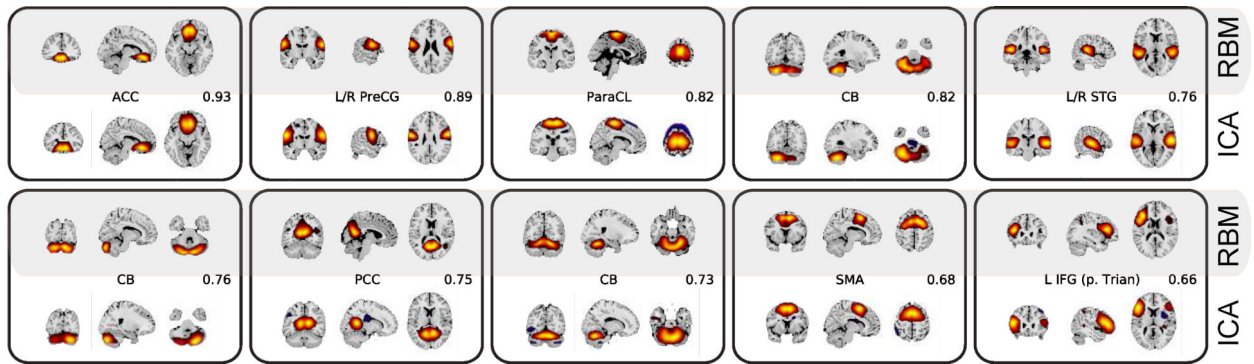 ACC 0.93
L/R PreCG 0.89
ParaCL 0.82
CB 0.82
L/R STG 0.76
RBM
ICA
CB 0.76
PCC 0.75
CB 0.73
SMA 0.68
L IFG (p. Trian) 0.66
RBM
ICA